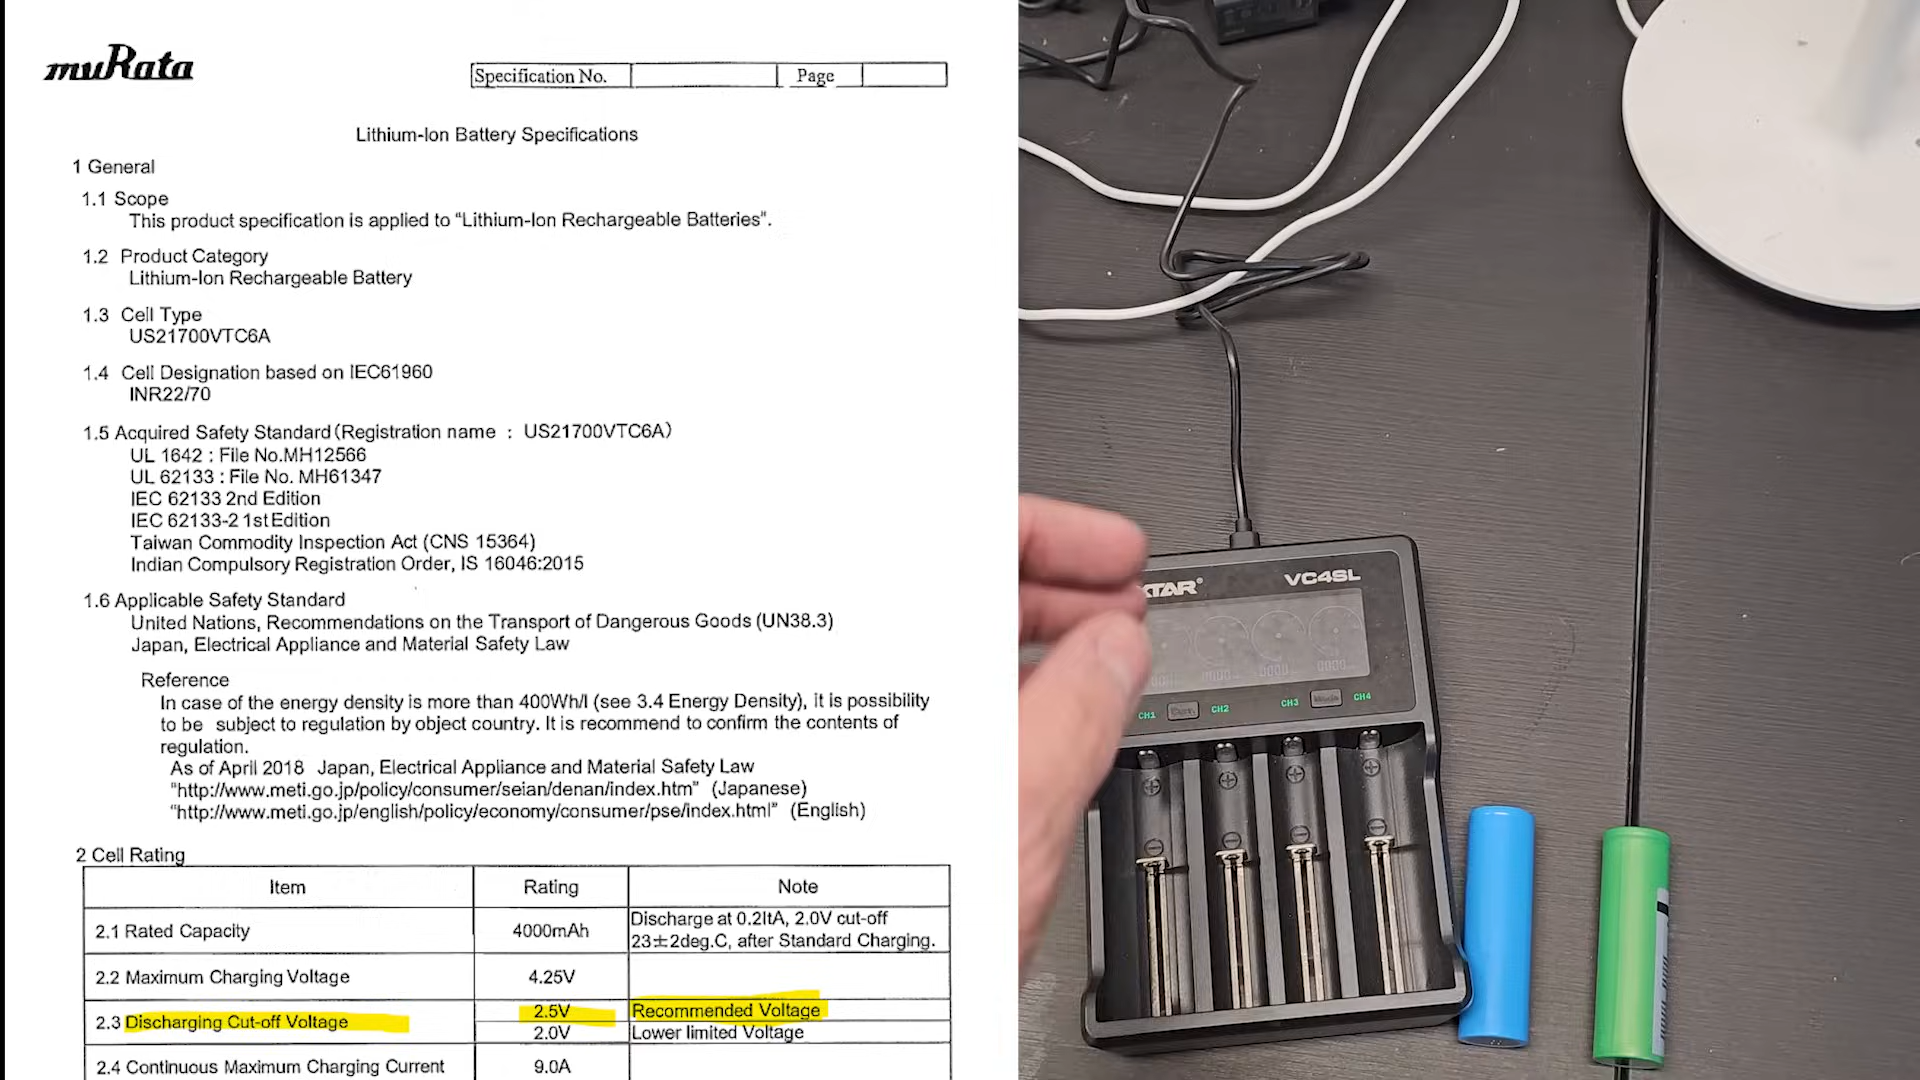 muRata
Specification No. Page
Lithium-Ion Battery Specifications
1 General
1.1 Scope
This product specification is applied to “Lithium-Ion Rechargeable Batteries”.
1.2 Product Category
Lithium-Ion Rechargeable Battery
1.3 Cell Type
US21700VTC6A
1.4 Cell Designation based on IEC61960
INR22/70
1.5 Acquired Safety Standard (Registration name : US21700VTC6A)
UL 1642 : File No.MH12566
UL 62133 : File No. MH61347
IEC 62133 2nd Edition
IEC 62133-2 1st Edition
Taiwan Commodity Inspection Act (CNS 15364)
Indian Compulsory Registration Order, IS 16046:2015
1.6 Applicable Safety Standard
United Nations, Recommendations on the Transport of Dangerous Goods (UN38.3)
Japan, Electrical Appliance and Material Safety Law
Reference
In case of the energy density is more than 400Wh/l (see 3.4 Energy Density), it is possibility
to be subject to regulation by object country. It is recommend to confirm the contents of
regulation.
As of April 2018 Japan, Electrical Appliance and Material Safety Law
“http://www.meti.go.jp/policy/consumer/seian/denan/index.htm” (Japanese)
“http://www.meti.go.jp/english/policy/economy/consumer/pse/index.html” (English)
2 Cell Rating
Item Rating Note
2.1 Rated Capacity 4000mAh Discharge at 0.2ItA, 2.0V cut-off
23±2deg.C, after Standard Charging.
2.2 Maximum Charging Voltage 4.25V
2.3 Discharging Cut-off Voltage 2.5V Recommended Voltage
2.0V Lower limited Voltage
2.4 Continuous Maximum Charging Current 9.0A
XTAR® VC4SL
0000 0000
CH1 Curr. CH2 CH3 Mode CH4